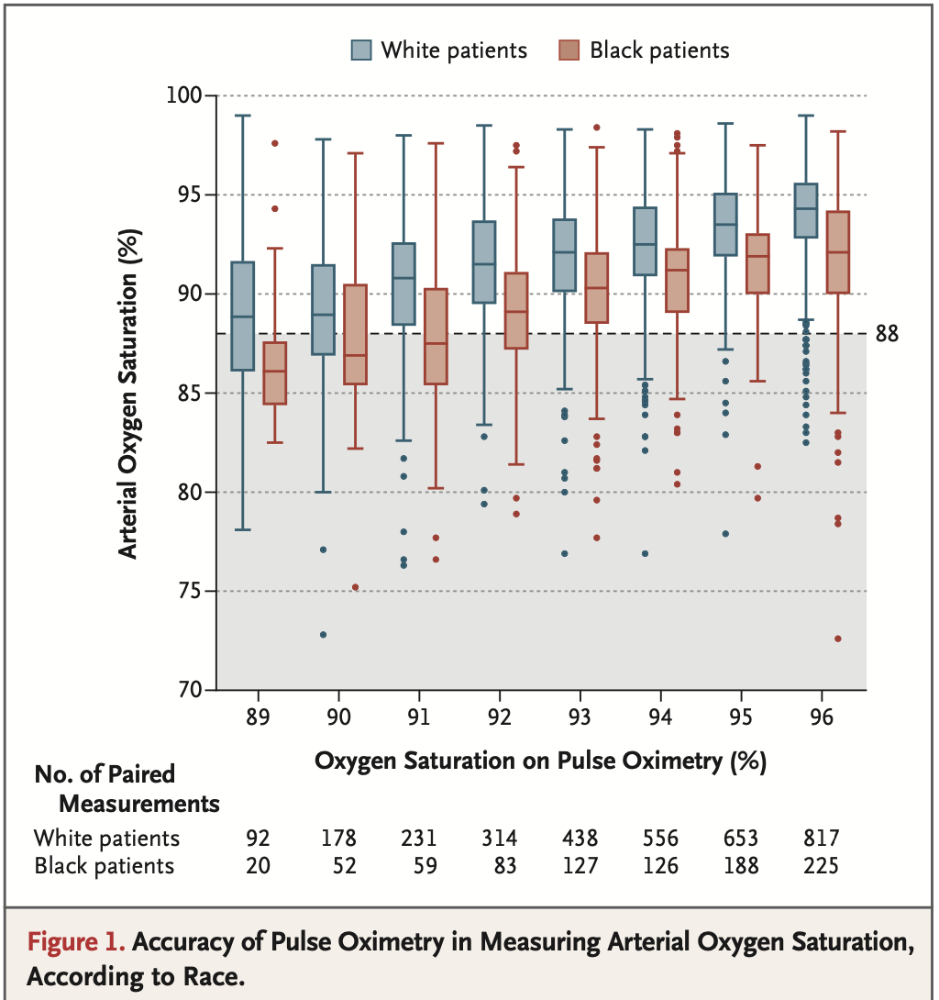 White patients Black patients
100
95
90
88
85
80
75
70
Arterial Oxygen Saturation (%)
89 90 91 92 93 94 95 96
Oxygen Saturation on Pulse Oximetry (%)
No. of Paired
Measurements
White patients 92 178 231 314 438 556 653 817
Black patients 20 52 59 83 127 126 188 225
Figure 1. Accuracy of Pulse Oximetry in Measuring Arterial Oxygen Saturation,
According to Race.